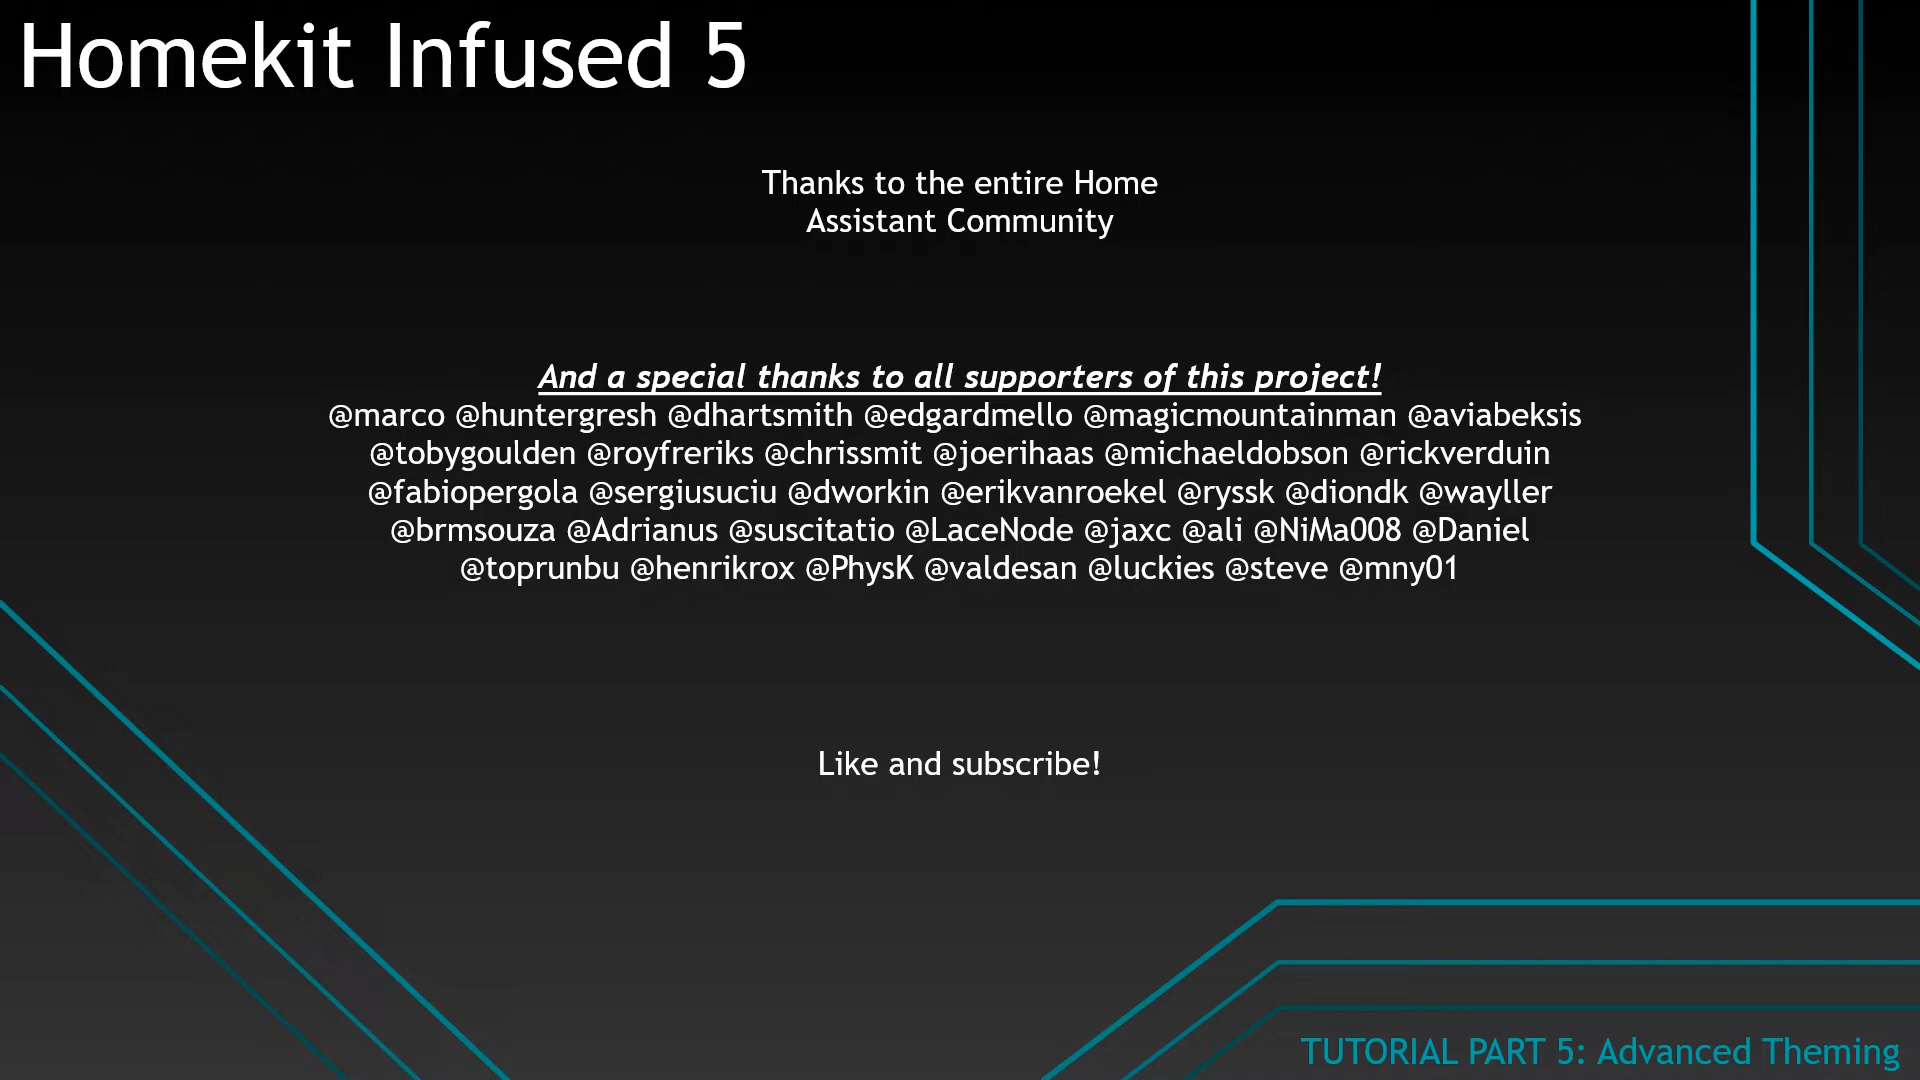 Homekit Infused 5
Thanks to the entire Home
Assistant Community
And a special thanks to all supporters of this project!
@marco @huntergresh @dhartsmith @edgardmello @magicmountainman @aviabeksis
@tobygoulden @royfreriks @chrissmit @joerihaas @michaeldobson @rickverduin
@fabiopergola @sergiusuciu @dworkin @erikvanroekel @ryssk @diondk @wayller
@brmsouza @Adrianus @suscitatio @LaceNode @jaxc @ali @NiMa008 @Daniel
@toprunbu @henrikrox @PhysK @valdesan @luckies @steve @mny01
Like and subscribe!
TUTORIAL PART 5: Advanced Theming